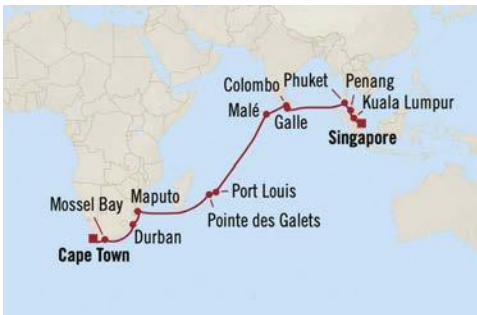 Colombo
Phuket
Penang
Kuala Lumpur
Malé
Galle
Singapore
Mossel Bay
Maputo
Port Louis
Pointe des Galets
Durban
Cape Town